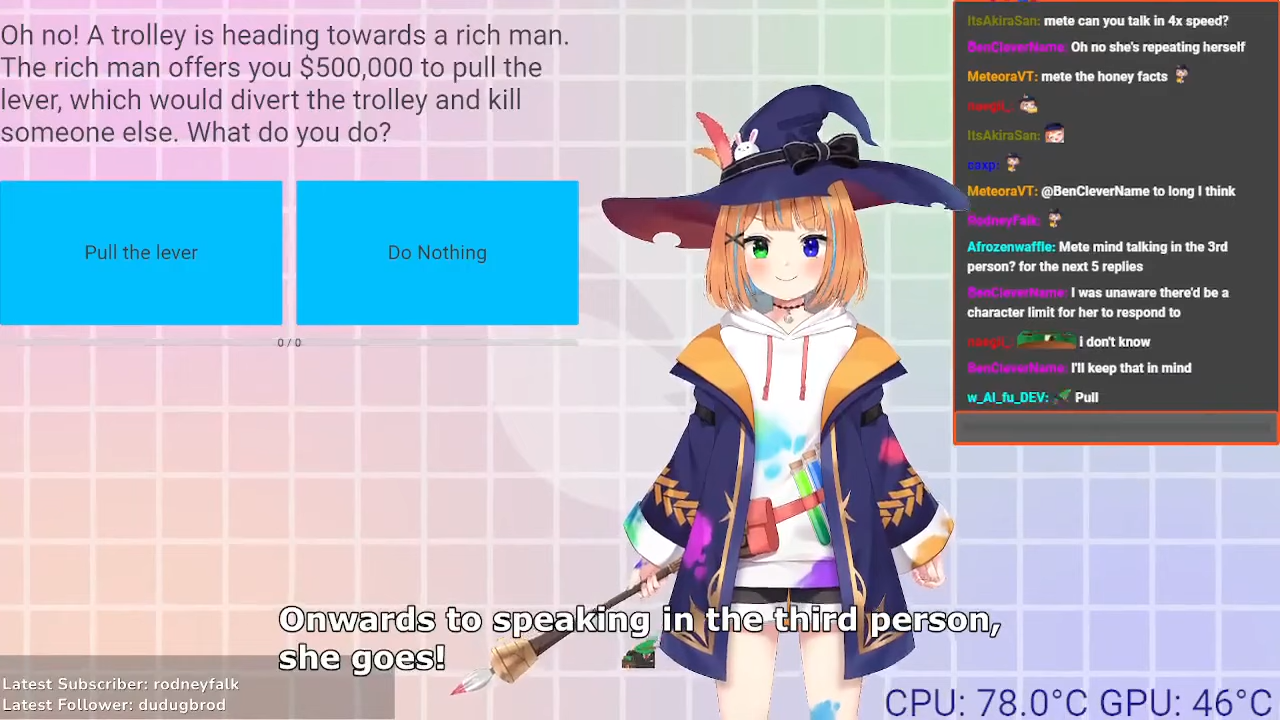 Oh no! A trolley is heading towards a rich man.
The rich man offers you $500,000 to pull the
lever, which would divert the trolley and kill
someone else. What do you do?
Pull the lever
Do Nothing
0 / 0
ItsAkiraSan: mete can you talk in 4x speed?
BenCleverName: Oh no she's repeating herself
MeteoraVT: mete the honey facts
naegii_:
ItsAkiraSan:
caxp:
MeteoraVT: @BenCleverName to long I think
RodneyFalk:
Afrozenwaffle: Mete mind talking in the 3rd
person? for the next 5 replies
BenCleverName: I was unaware there'd be a
character limit for her to respond to
naegii_: i don't know
BenCleverName: I'll keep that in mind
w_AI_fu_DEV: Pull
Onwards to speaking in the third person,
she goes!
Latest Subscriber: rodneyfalk
Latest Follower: dudugbrod
CPU: 78.0°C GPU: 46°C